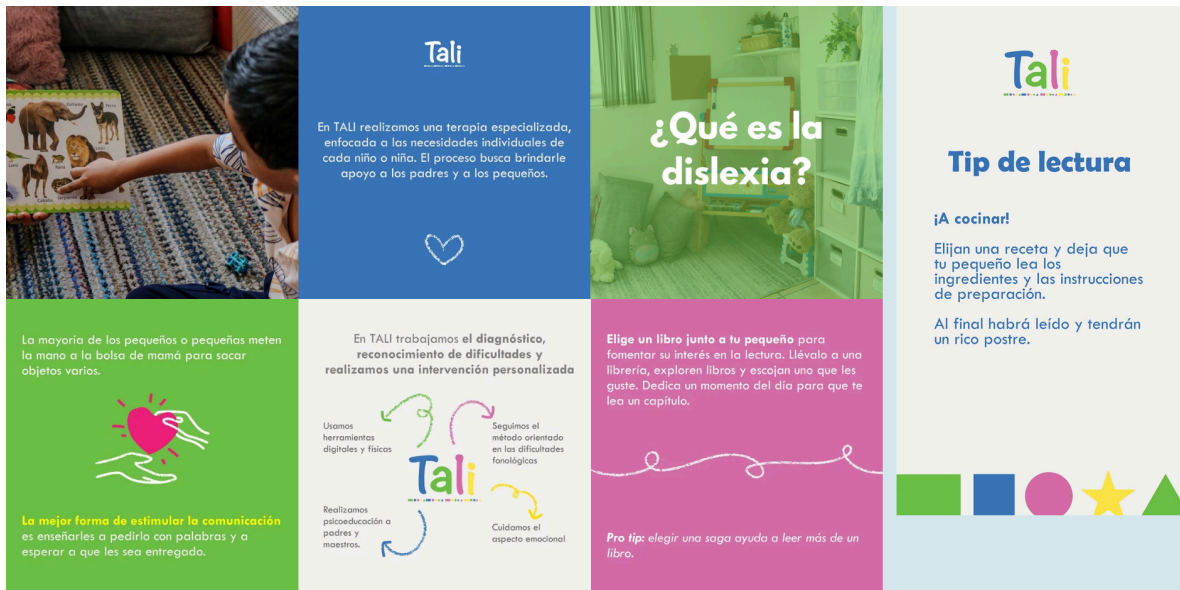 Tali
En TALI realizamos una terapia especializada,
enfocada a las necesidades individuales de
cada niño o niña. El proceso busca brindarle
apoyo a los padres y a los pequeños.
¿Qué es la
dislexia?
Tali
Tip de lectura
¡A cocinar!
Elijan una receta y deja que
tu pequeño lea los
ingredientes y las instrucciones
de preparación.
Al final habrá leído y tendrán
un rico postre.
La mayoría de los pequeños o pequeñas meten
la mano a la bolsa de mamá para sacar
objetos varios.
La mejor forma de estimular la comunicación
es enseñarles a pedirlo con palabras y a
esperar a que les sea entregado.
En TALI trabajamos el diagnóstico,
reconocimiento de dificultades y
realizamos una intervención personalizada
Usamos
herramientas
digitales y físicas
Seguimos el
método orientado
en las dificultades
fonológicas
Tali
Realizamos
psicoeducación a
padres y
maestros.
Cuidamos el
aspecto emocional
Elige un libro junto a tu pequeño para
fomentar su interés en la lectura. Llévalo a una
librería, exploren libros y escojan uno que les
guste. Dedica un momento del día para que te
lea un capítulo.
Pro tip: elegir una saga ayuda a leer más de un
libro.